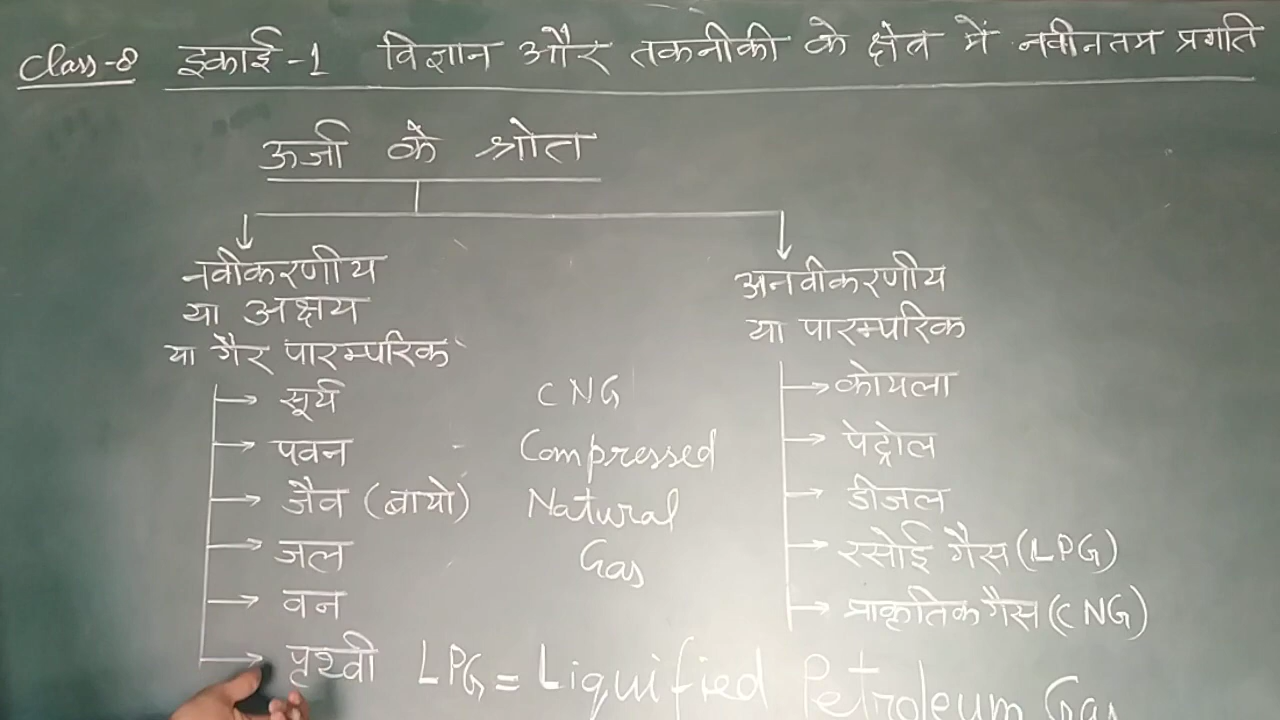 Class-8 इकाई-1 विज्ञान और तकनीकी के क्षेत्र में नवीनतम प्रगति
ऊर्जा के श्रोत
नवीकरणीय
या अक्षय
या गैर पारम्परिक
सूर्य
पवन
जैव (बायो)
जल
वन
पृथ्वी
CNG
Compressed
Natural
Gas
अनवीकरणीय
या पारम्परिक
कोयला
पेट्रोल
डीजल
रसोई गैस (LPG)
प्राकृतिक गैस (CNG)
LPG = Liquified Petroleum Gas